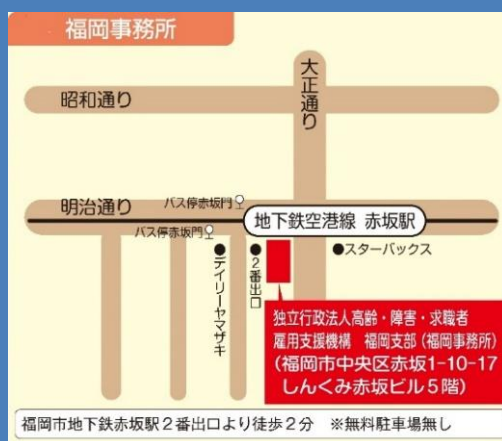 福岡事務所
大正通り
昭和通り
明治通り
バス停赤坂門
地下鉄空港線 赤坂駅
バス停赤坂門
●デイリーヤマザキ
●2番出口
●スターバックス
独立行政法人高齢・障害・求職者
雇用支援機構 福岡支部(福岡事務所)
(福岡市中央区赤坂1-10-17
しんくみ赤坂ビル5階)
福岡市地下鉄赤坂駅2番出口より徒歩2分 ※無料駐車場無し